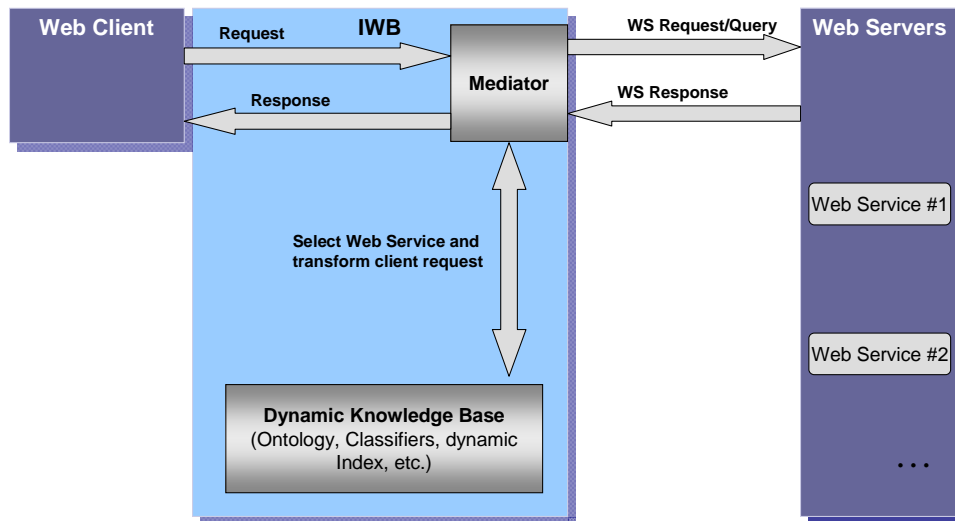 Web Client
IWB
Web Servers
Request
WS Request/Query
Mediator
Response
WS Response
Web Service #1
Select Web Service and
transform client request
Web Service #2
Dynamic Knowledge Base
(Ontology, Classifiers, dynamic
Index, etc.)
...